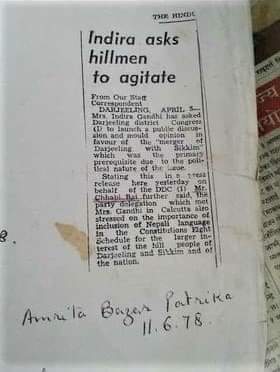 THE HINDU
Indira asks
hillmen
to agitate
From Our Staff
Correspondent
DARJEELING, APRIL 5—
Mrs. Indira Gandhi has asked
Darjeeling district Congress
(I) to launch a public discus-
sion and mould opinion in
favour of the "merger of
Darjeeling with Sikkim"
which was the primary
prerequisite due to the poli-
tical nature of the issue.
Stating this in a press
release here yesterday on
behalf of the DDC (I) Mr.
Chhabi Rai further said the
party delegation which met
Mrs. Gandhi in Calcutta also
stressed on the importance of
inclusion of Nepali language
in the Constitutions Eight
Schedule for the larger in-
terest of the hill people of
Darjeeling and Sikkim and of
the nation.
8.
Amrita Bazar Patrika
11.6.78.